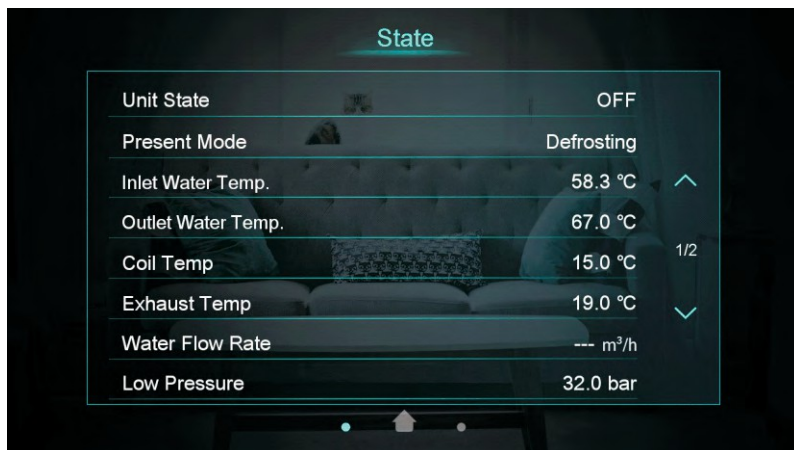 State
Unit State OFF
Present Mode Defrosting
Inlet Water Temp. 58.3 ℃
Outlet Water Temp. 67.0 ℃
1/2
Coil Temp 15.0 ℃
Exhaust Temp 19.0 ℃
Water Flow Rate --- m³/h
Low Pressure 32.0 bar